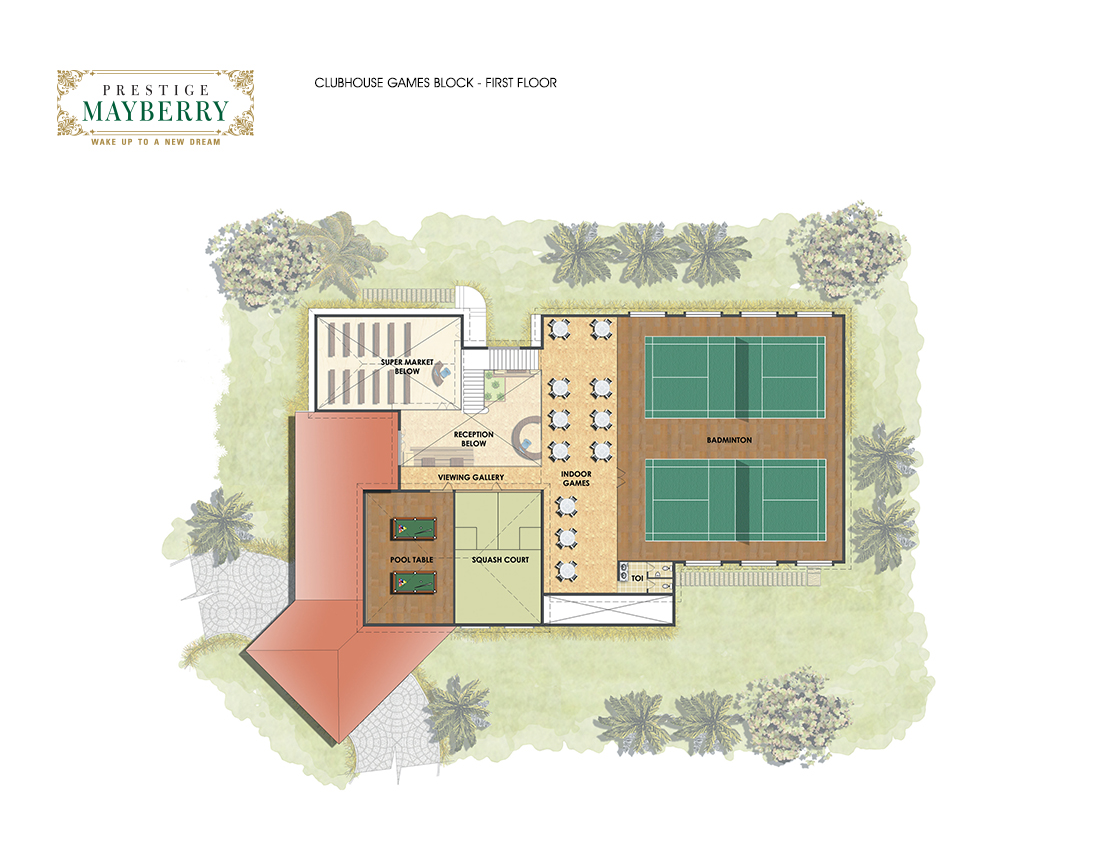 PRESTIGE
MAYBERRY
WAKE UP TO A NEW DREAM
CLUBHOUSE GAMES BLOCK - FIRST FLOOR
SUPER MARKET
BELOW
RECEPTION
BELOW
BADMINTON
VIEWING GALLERY
INDOOR
GAMES
POOL TABLE
SQUASH COURT
TOI